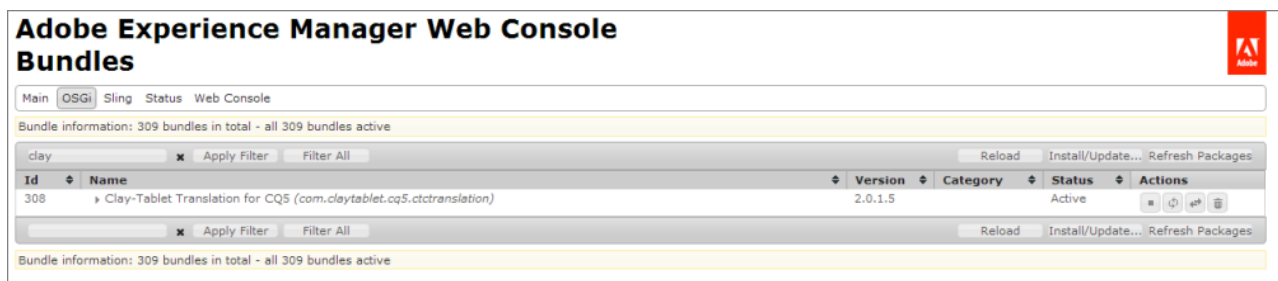 Adobe Experience Manager Web Console
Bundles
Adobe
Main OSGi Sling Status Web Console
Bundle information: 309 bundles in total - all 309 bundles active
clay Apply Filter Filter All Reload Install/Update... Refresh Packages
Id Name Version Category Status Actions
308 Clay-Tablet Translation for CQ5 (com.claytablet.cq5.ctctranslation) 2.0.1.5 Active
Apply Filter Filter All Reload Install/Update... Refresh Packages
Bundle information: 309 bundles in total - all 309 bundles active